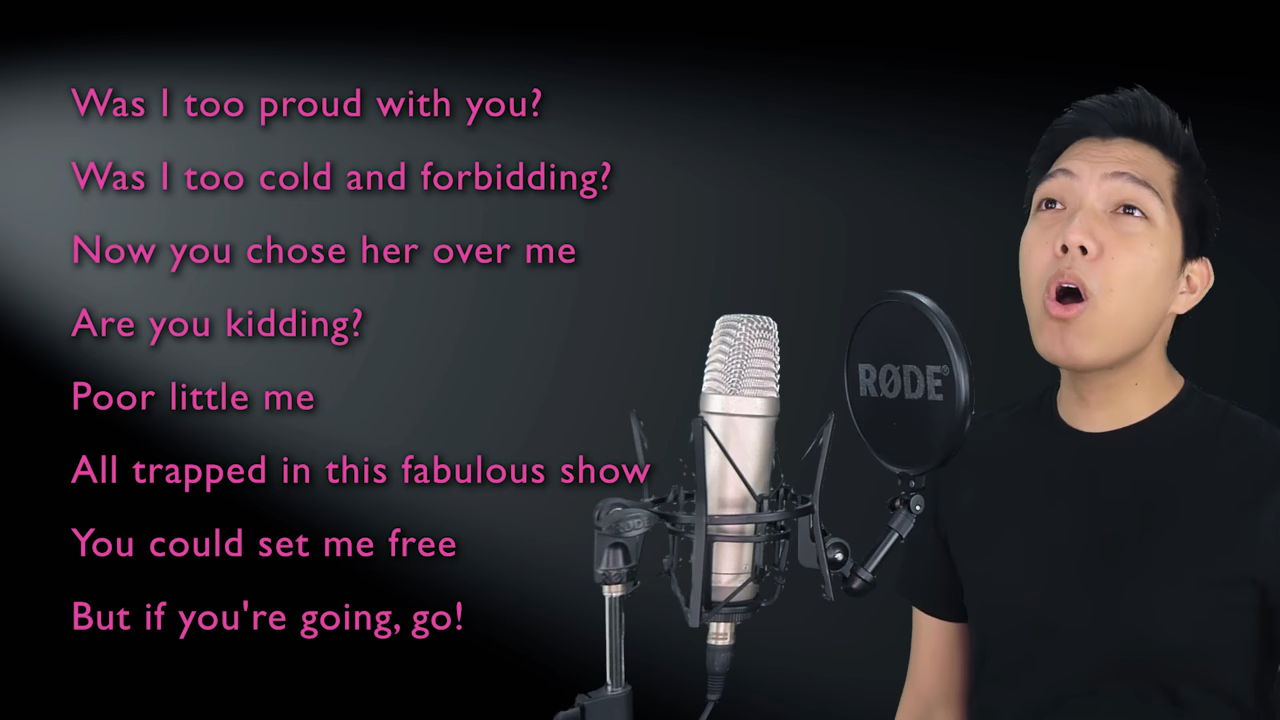 Was I too proud with you?
Was I too cold and forbidding?
Now you chose her over me
Are you kidding?
Poor little me
All trapped in this fabulous show
You could set me free
But if you're going, go!
RØDE®
RØDE